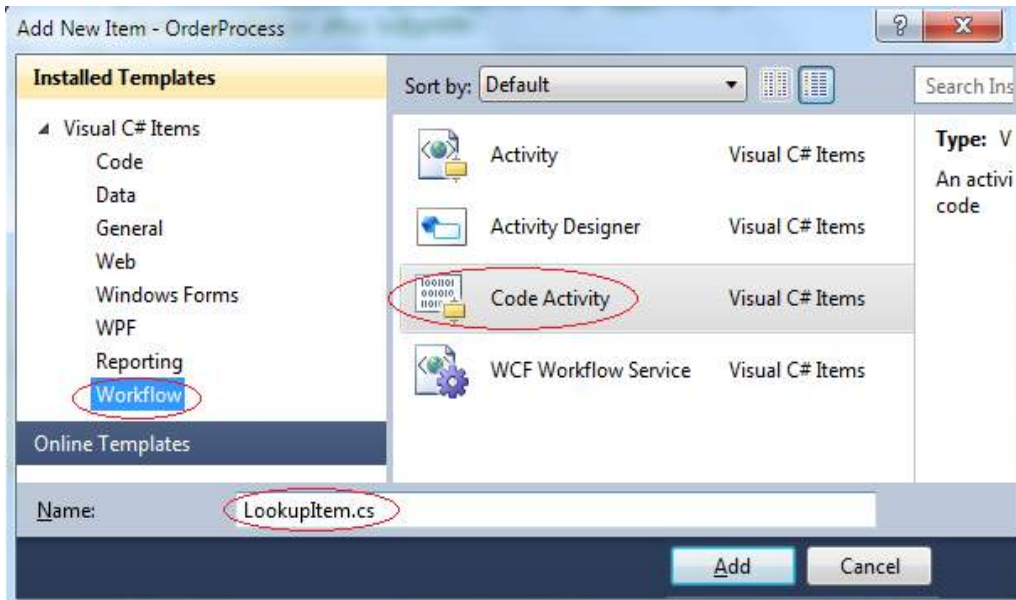 Add New Item - OrderProcess
Installed Templates
Visual C# Items
Code
Data
General
Web
Windows Forms
WPF
Reporting
Workflow
Online Templates
Sort by: Default
Search Ins
Activity Visual C# Items
Activity Designer Visual C# Items
Code Activity Visual C# Items
WCF Workflow Service Visual C# Items
Type: V
An activi
code
Name: LookupItem.cs
Add Cancel